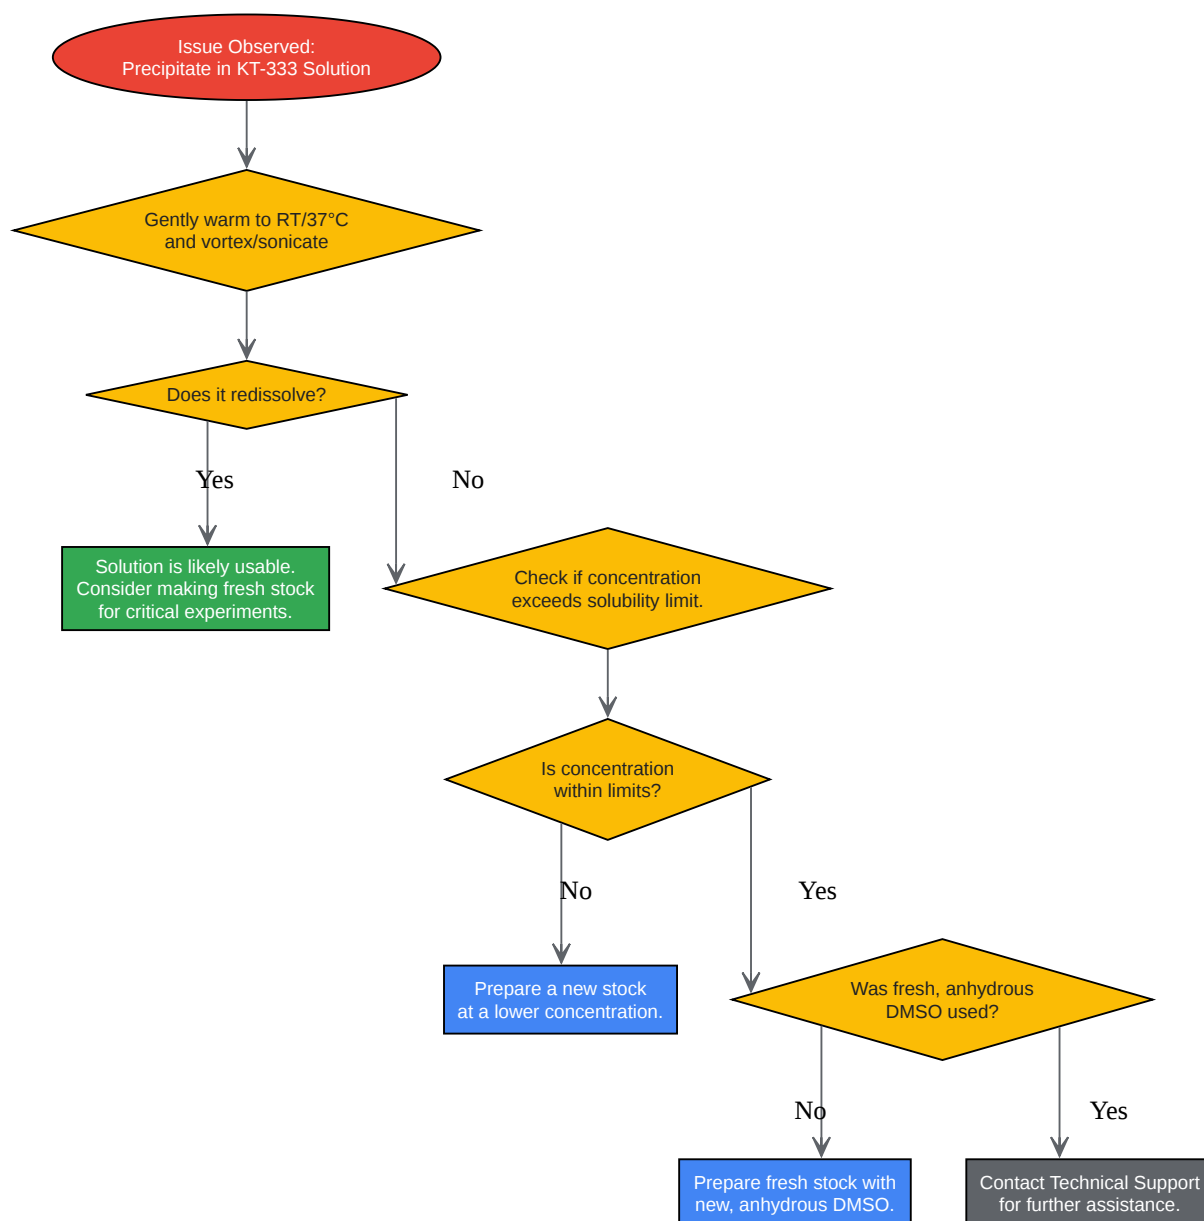 Issue Observed:
Precipitate in KT-333 Solution
Gently warm to RT/37°C
and vortex/sonicate
Does it redissolve?
Yes
No
Solution is likely usable.
Consider making fresh stock
for critical experiments.
Check if concentration
exceeds solubility limit.
Is concentration
within limits?
No
Yes
Prepare a new stock
at a lower concentration.
Was fresh, anhydrous
DMSO used?
No
Yes
Prepare fresh stock with
new, anhydrous DMSO.
Contact Technical Support
for further assistance.